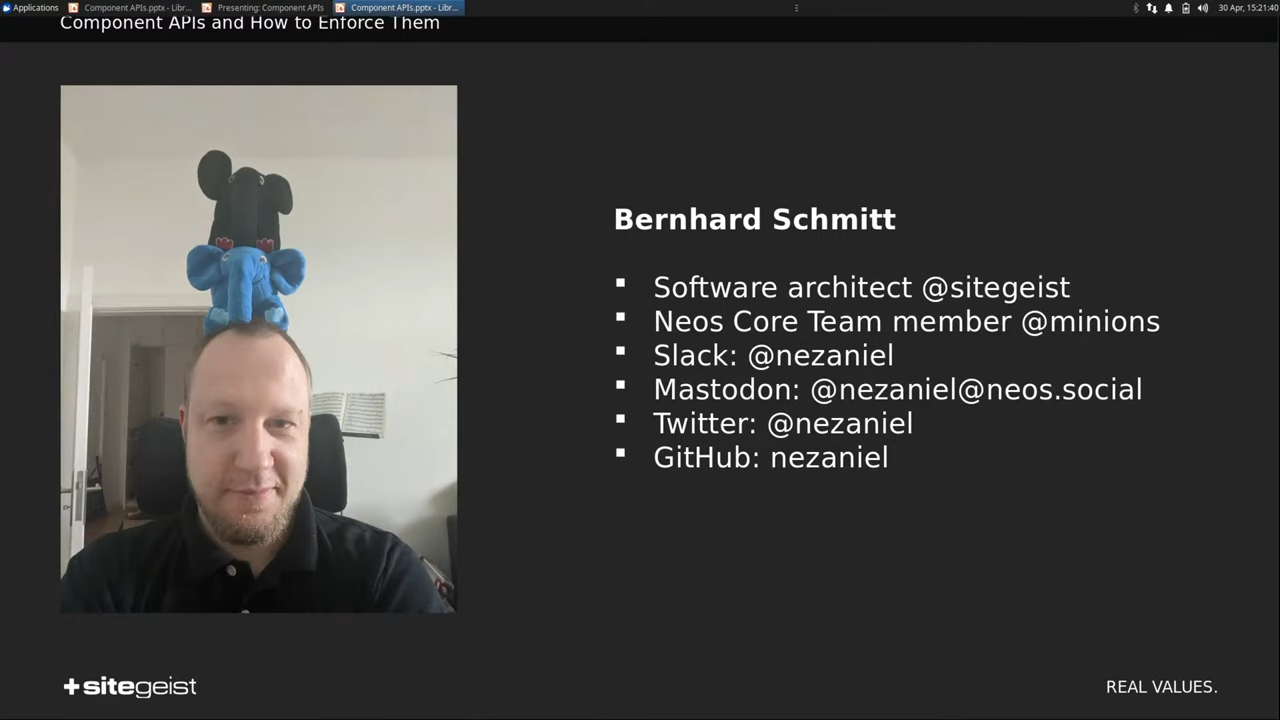 Applications Component APIs.pptx - Libr... Presenting: Component APIs Component APIs.pptx - Libr... 30 Apr, 15:21:40
Component APIs and How to Enforce Them
Bernhard Schmitt
▪ Software architect @sitegeist
▪ Neos Core Team member @minions
▪ Slack: @nezaniel
▪ Mastodon: @nezaniel@neos.social
▪ Twitter: @nezaniel
▪ GitHub: nezaniel
sitegeist
REAL VALUES.